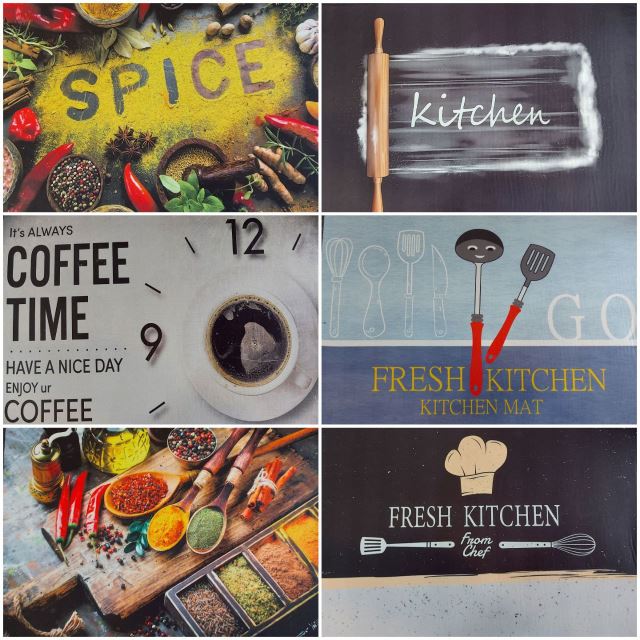 SPICE
kitchen
It's ALWAYS
COFFEE
TIME
HAVE A NICE DAY
ENJOY ur
COFFEE
12
9
GO
FRESH KITCHEN
KITCHEN MAT
FRESH KITCHEN
From
Chef